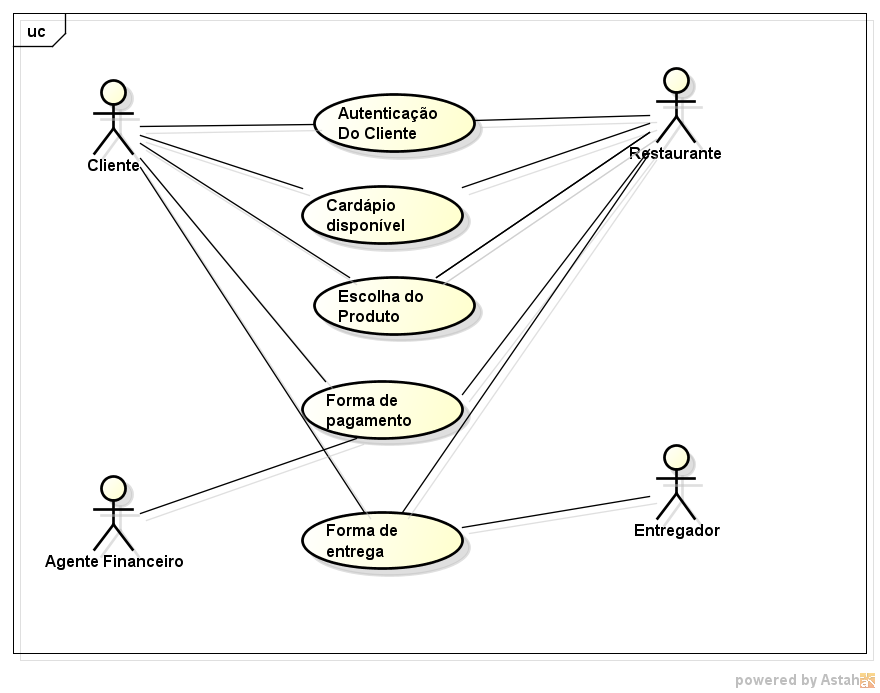 uc
Autenticação
Do Cliente
Cliente
Restaurante
Cardápio
disponível
Escolha do
Produto
Forma de
pagamento
Agente Financeiro
Forma de
entrega
Entregador
powered by Astah